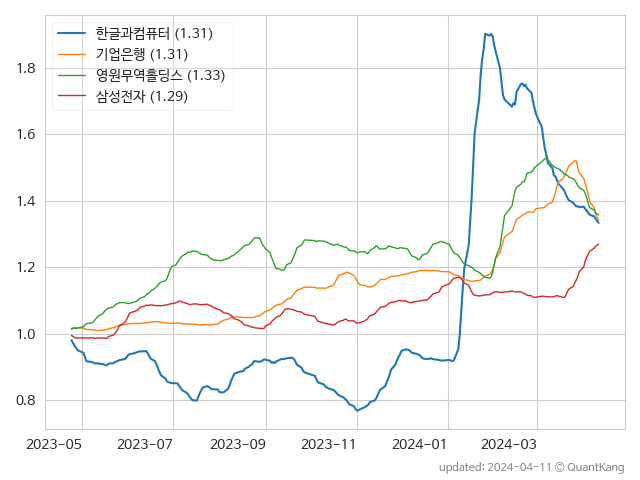 한글과컴퓨터 (1.31)
기업은행 (1.31)
영원무역홀딩스 (1.33)
삼성전자 (1.29)
1.8
1.6
1.4
1.2
1.0
0.8
2023-05 2023-07 2023-09 2023-11 2024-01 2024-03
updated: 2024-04-11 © QuantKang